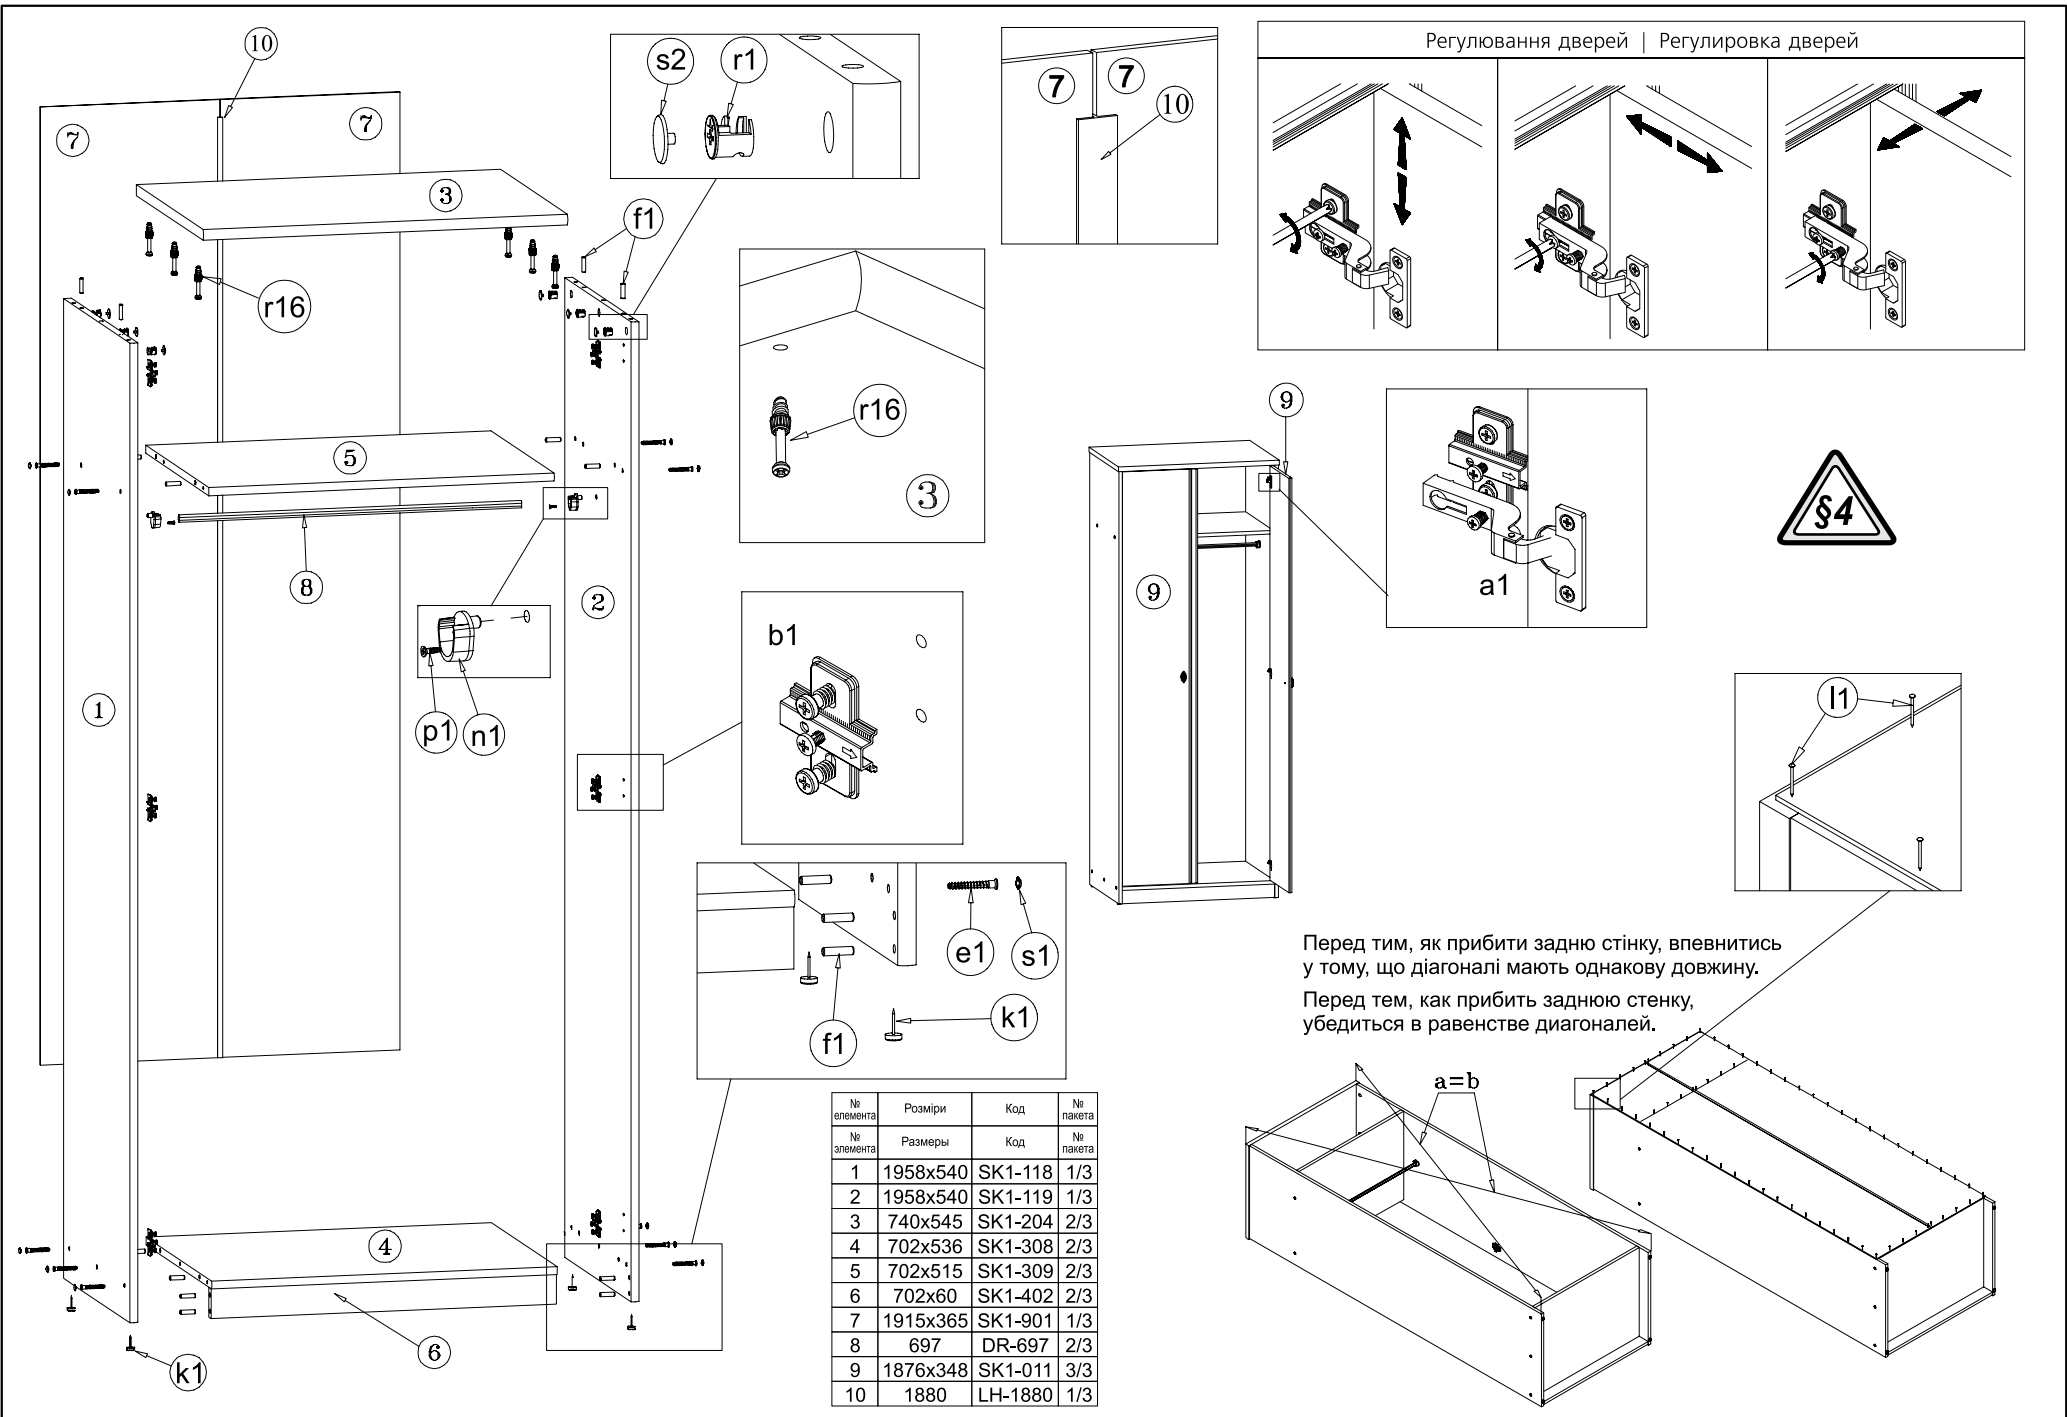 10
7
7
3
r16
f1
s2
r1
7
7
10
Регулювання дверей | Регулировка дверей
r16
3
5
8
1
2
p1
n1
b1
9
9
a1
§4
l1
e1
s1
f1
k1
Перед тим, як прибити задню стінку, впевнитись
у тому, що діагоналі мають однакову довжину.
Перед тем, как прибить заднюю стенку,
убедиться в равенстве диагоналей.
a=b
4
6
k1
№ елемента Розміри Код № пакета
№ элемента Размеры Код № пакета
1 1958x540 SK1-118 1/3
2 1958x540 SK1-119 1/3
3 740x545 SK1-204 2/3
4 702x536 SK1-308 2/3
5 702x515 SK1-309 2/3
6 702x60 SK1-402 2/3
7 1915x365 SK1-901 1/3
8 697 DR-697 2/3
9 1876x348 SK1-011 3/3
10 1880 LH-1880 1/3